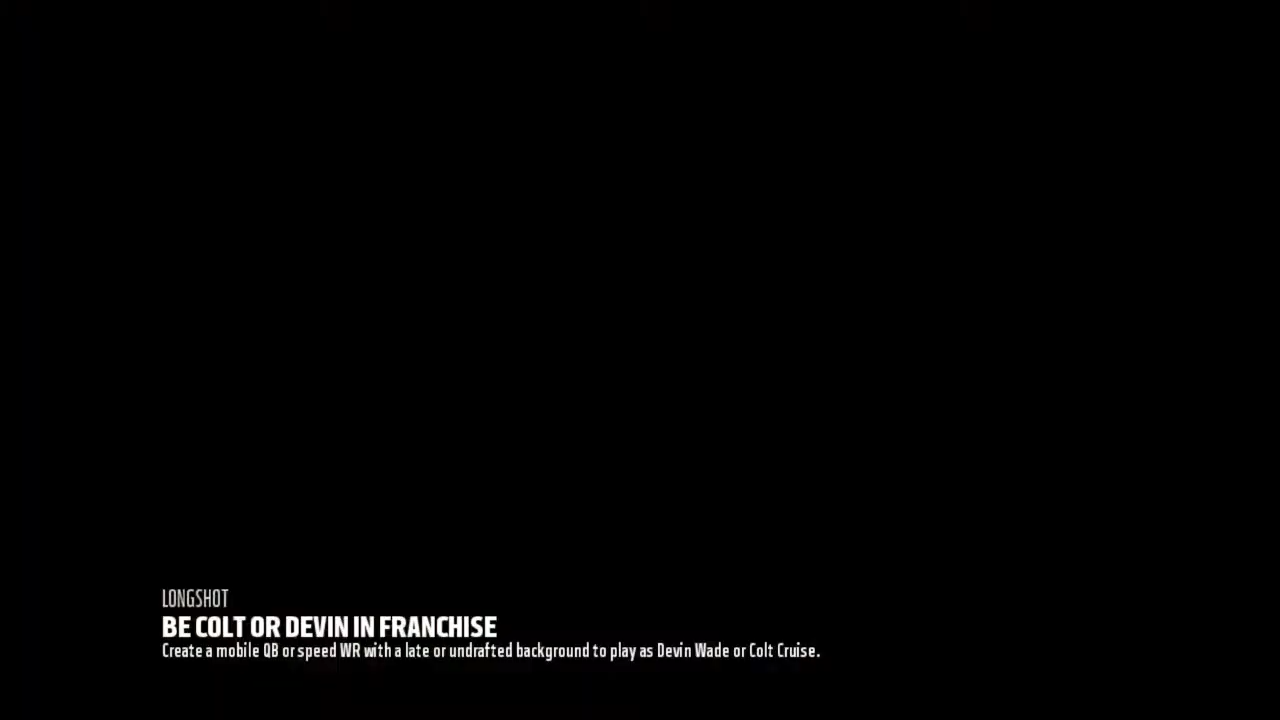 LONGSHOT
BE COLT OR DEVIN IN FRANCHISE
Create a mobile QB or speed WR with a late or undrafted background to play as Devin Wade or Colt Cruise.